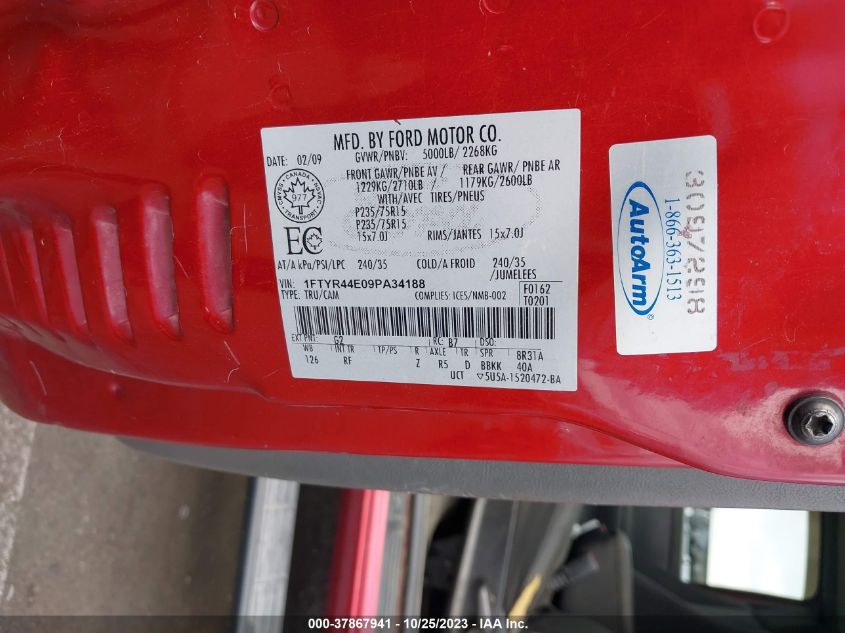 MFD. BY FORD MOTOR CO.
DATE: 02/09 GVWR/PNBV: 5000LB/ 2268KG
FRONT GAWR/PNBE AV / REAR GAWR/ PNBE AR
1229KG/2710LB 1179KG/2600LB
WITH/AVEC TIRES/PNEUS
P235/75R15
P235/75R15
15x7.0J RIMS/JANTES 15x7.0J
CANADA
977
TRANSPORT
EC
AT/A kPa/PSI/LPC 240/35 COLD/A FROID 240/35
/JUMELEES
VIN: 1FTYR44E09PA34188 F0162
TYPE: TRU/CAM COMPLIES: ICES/NMB-002 T0201
EXT PNT: G2 RC: B7 DSO:
WB INT TR TP/PS R AXLE TR SPR 8R31A
126 RF Z R5 D BBKK 40A
UCT ▽5U5A-1520472-BA
AutoArm
1-866-363-1513
000-37867941 - 10/25/2023 - IAA Inc.